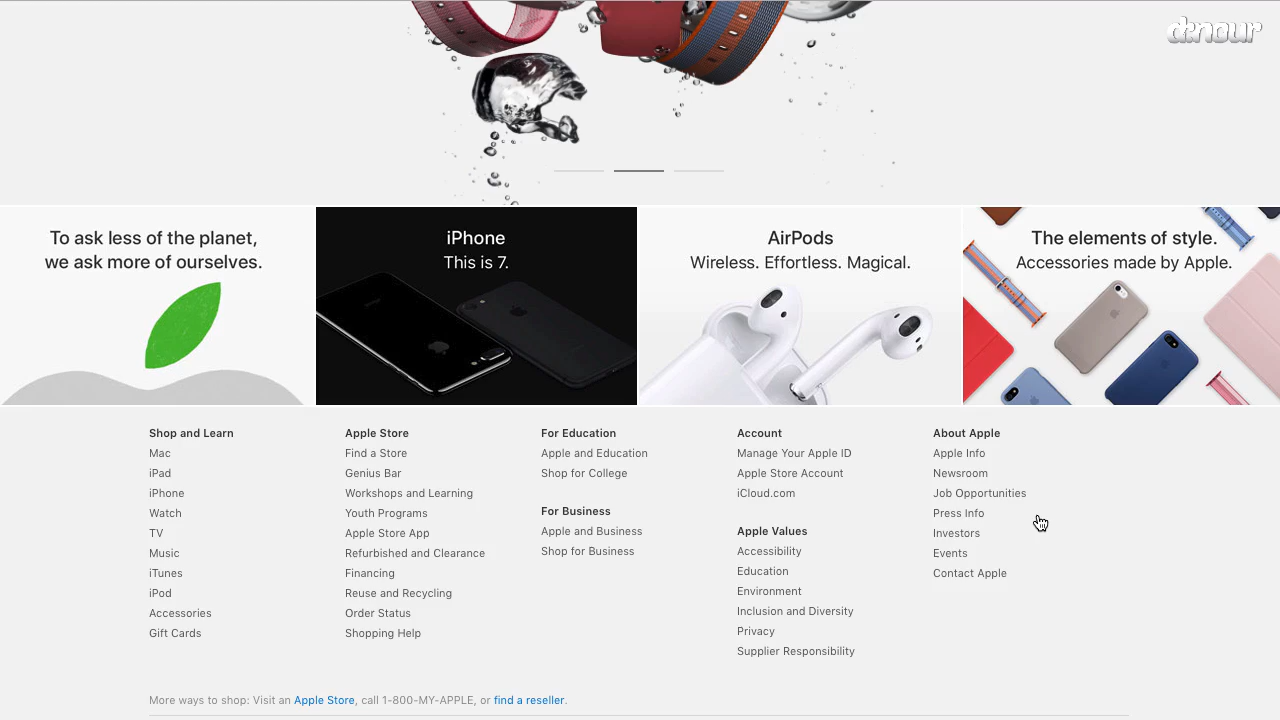 d:nour
To ask less of the planet,
we ask more of ourselves.
iPhone
This is 7.
AirPods
Wireless. Effortless. Magical.
The elements of style.
Accessories made by Apple.
Shop and Learn
Mac
iPad
iPhone
Watch
TV
Music
iTunes
iPod
Accessories
Gift Cards
Apple Store
Find a Store
Genius Bar
Workshops and Learning
Youth Programs
Apple Store App
Refurbished and Clearance
Financing
Reuse and Recycling
Order Status
Shopping Help
For Education
Apple and Education
Shop for College
For Business
Apple and Business
Shop for Business
Account
Manage Your Apple ID
Apple Store Account
iCloud.com
Apple Values
Accessibility
Education
Environment
Inclusion and Diversity
Privacy
Supplier Responsibility
About Apple
Apple Info
Newsroom
Job Opportunities
Press Info
Investors
Events
Contact Apple
More ways to shop: Visit an Apple Store, call 1-800-MY-APPLE, or find a reseller.